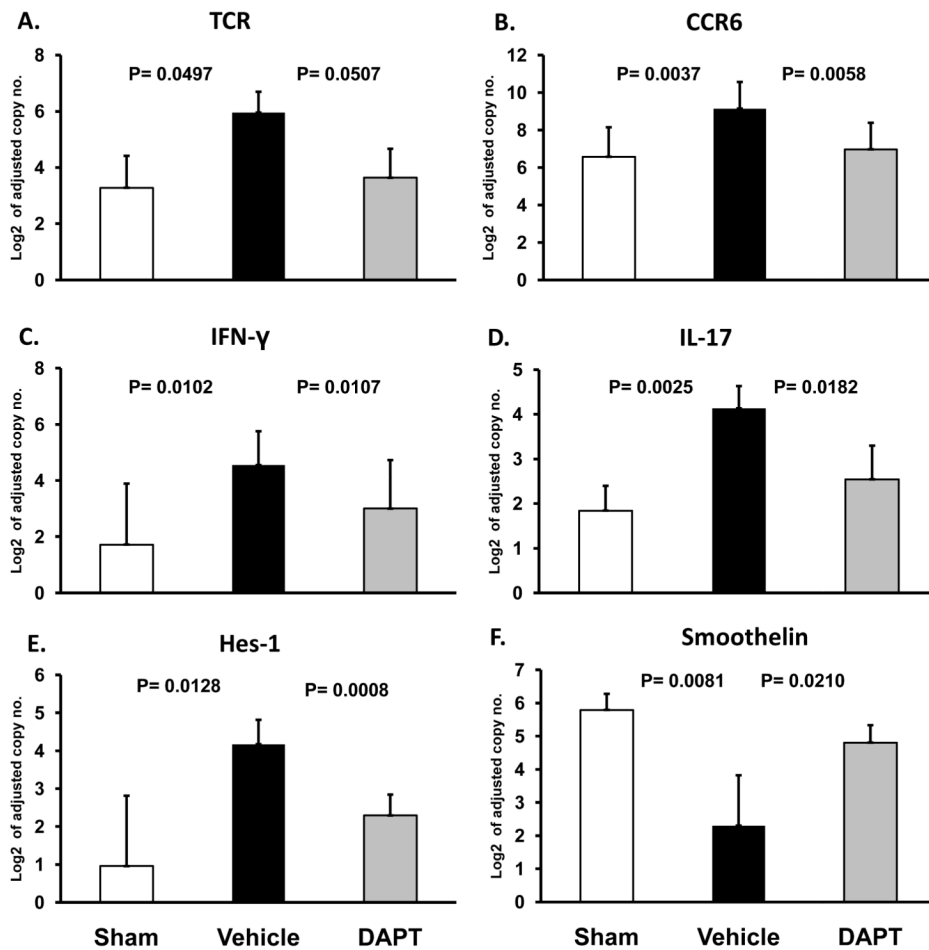 A. TCR
P= 0.0497 P= 0.0507
Log2 of adjusted copy no.
8
6
4
2
0
B. CCR6
P= 0.0037 P= 0.0058
Log2 of adjusted copy no.
12
10
8
6
4
2
0
C. IFN-γ
P= 0.0102 P= 0.0107
Log2 of adjusted copy no.
8
6
4
2
0
D. IL-17
P= 0.0025 P= 0.0182
Log2 of adjusted copy no.
5
4
3
2
1
0
E. Hes-1
P= 0.0128 P= 0.0008
Log2 of adjusted copy no.
6
5
4
3
2
1
0
Sham Vehicle DAPT
F. Smoothelin
P= 0.0081 P= 0.0210
Log2 of adjusted copy no.
7
6
5
4
3
2
1
0
Sham Vehicle DAPT